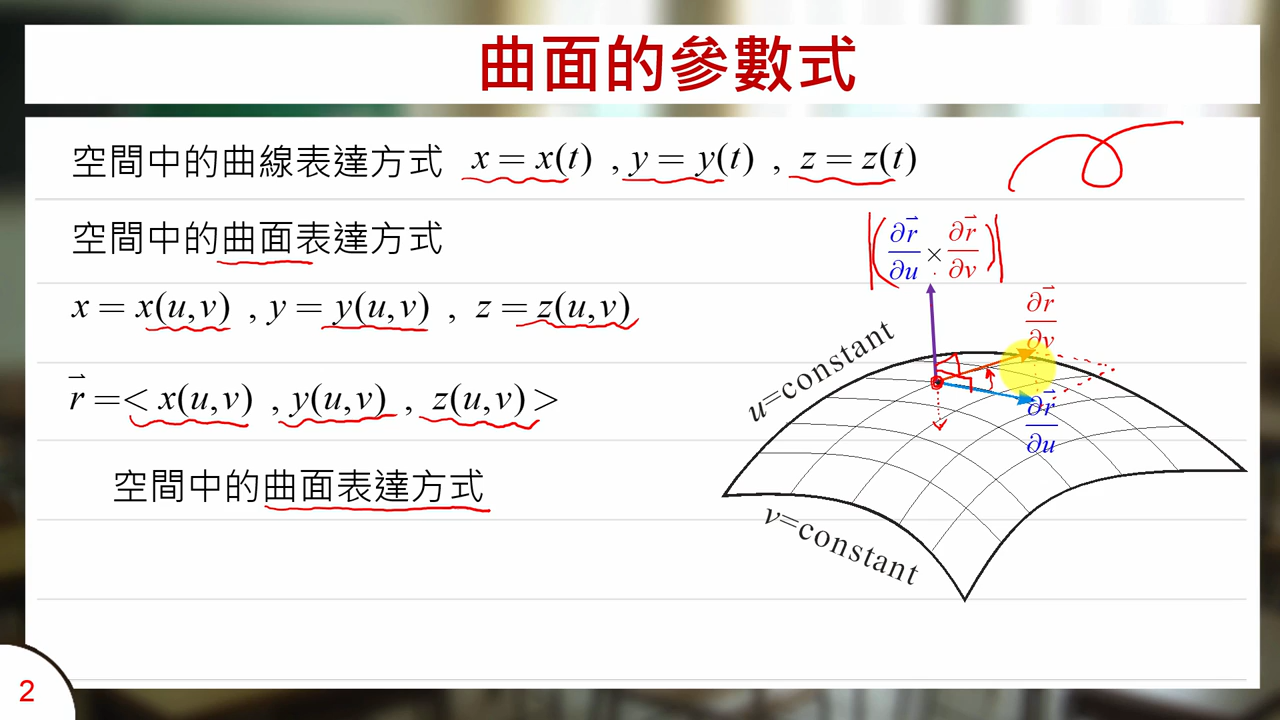 曲面的參數式
空間中的曲線表達方式 x = x(t) , y = y(t) , z = z(t)
空間中的曲面表達方式
x = x(u,v) , y = y(u,v) , z = z(u,v)
r⃗ =< x(u,v) , y(u,v) , z(u,v) >
空間中的曲面表達方式
|(∂r⃗/∂u × ∂r⃗/∂v)|
∂r⃗/∂v
u=constant
∂r⃗/∂u
v=constant
2